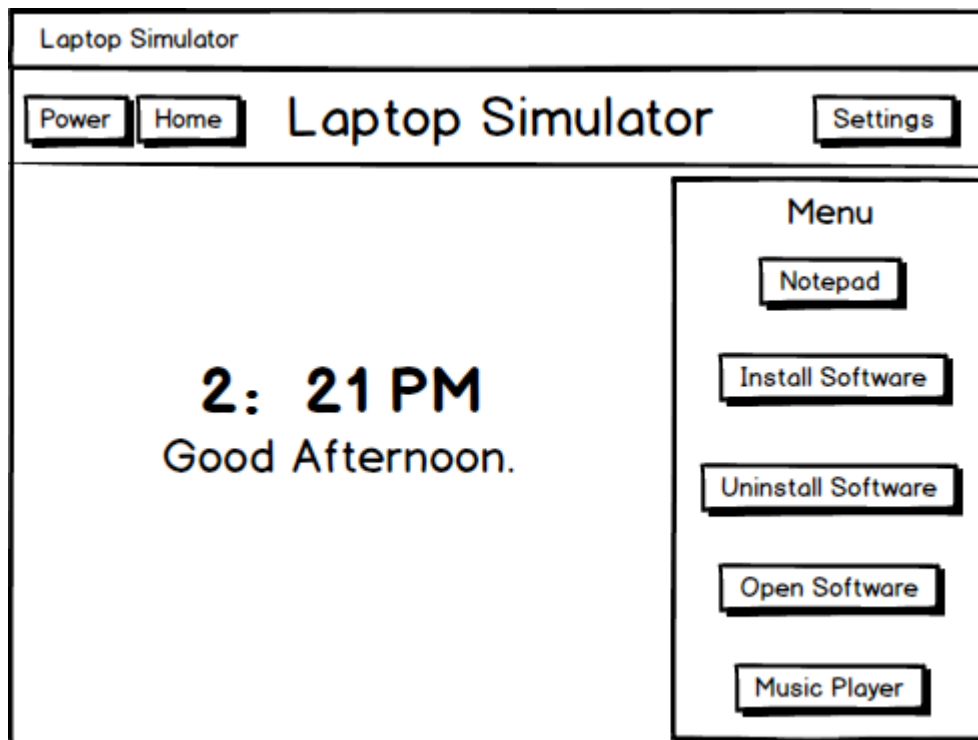 Laptop Simulator
Power Home Laptop Simulator Settings
Menu
Notepad
Install Software
2: 21 PM
Good Afternoon.
Uninstall Software
Open Software
Music Player